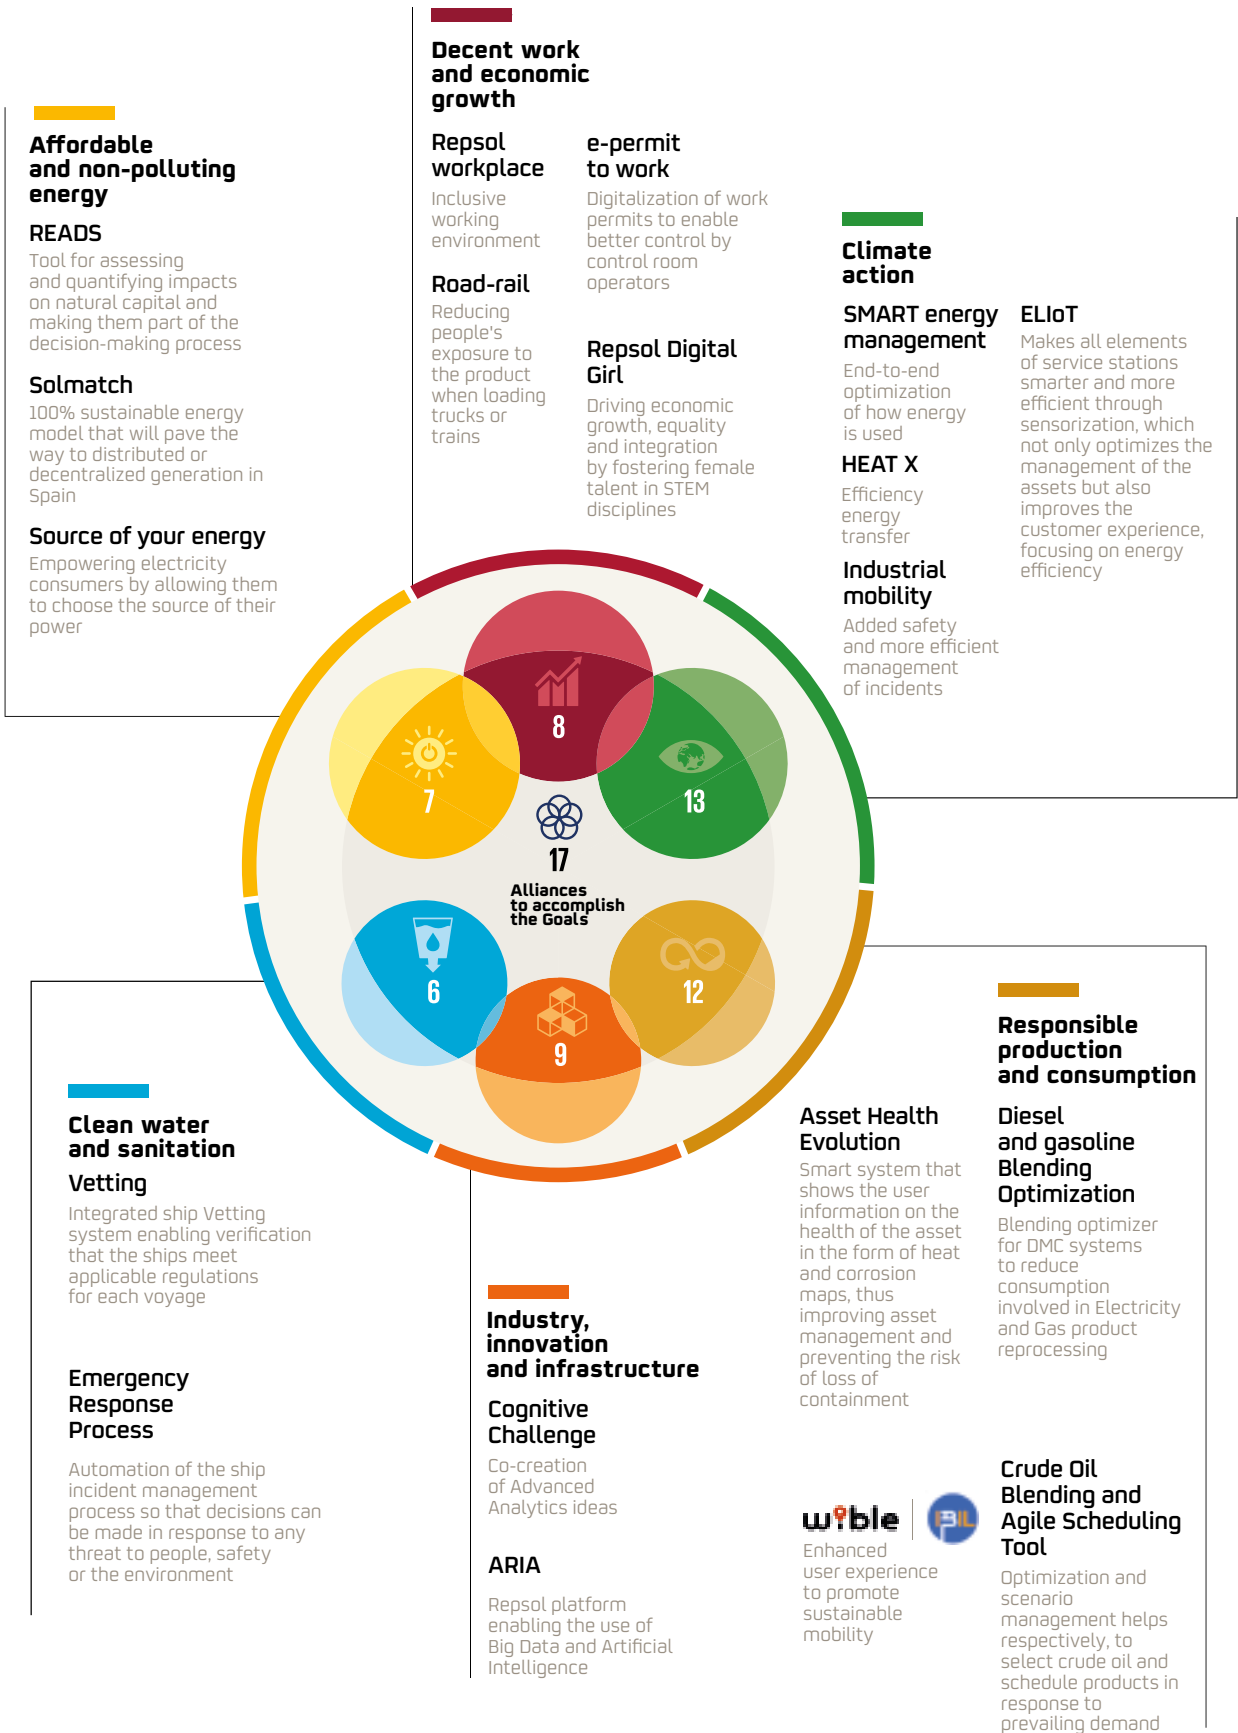 Decent work
and economic
growth
Repsol
workplace
Inclusive
working
environment
Road-rail
Reducing
people's
exposure to
the product
when loading
trucks or
trains
e-permit
to work
Digitalization of work
permits to enable
better control by
control room
operators
Repsol Digital
Girl
Driving economic
growth, equality
and integration
by fostering female
talent in STEM
disciplines
Affordable
and non-polluting
energy
READS
Tool for assessing
and quantifying impacts
on natural capital and
making them part of the
decision-making process
Solmatch
100% sustainable energy
model that will pave the
way to distributed or
decentralized generation in
Spain
Source of your energy
Empowering electricity
consumers by allowing them
to choose the source of their
power
Climate
action
SMART energy
management
End-to-end
optimization
of how energy
is used
HEAT X
Efficiency
energy
transfer
Industrial
mobility
Added safety
and more efficient
management
of incidents
ELIoT
Makes all elements
of service stations
smarter and more
efficient through
sensorization, which
not only optimizes the
management of the
assets but also
improves the
customer experience,
focusing on energy
efficiency
8
7
13
17
Alliances
to accomplish
the Goals
6
12
9
Clean water
and sanitation
Vetting
Integrated ship Vetting
system enabling verification
that the ships meet
applicable regulations
for each voyage
Emergency
Response
Process
Automation of the ship
incident management
process so that decisions can
be made in response to any
threat to people, safety
or the environment
Industry,
innovation
and infrastructure
Cognitive
Challenge
Co-creation
of Advanced
Analytics ideas
ARIA
Repsol platform
enabling the use of
Big Data and Artificial
Intelligence
Responsible
production
and consumption
Asset Health
Evolution
Smart system that
shows the user
information on the
health of the asset
in the form of heat
and corrosion
maps, thus
improving asset
management and
preventing the risk
of loss of
containment
Diesel
and gasoline
Blending
Optimization
Blending optimizer
for DMC systems
to reduce
consumption
involved in Electricity
and Gas product
reprocessing
wible
Enhanced
user experience
to promote
sustainable
mobility
Crude Oil
Blending and
Agile Scheduling
Tool
Optimization and
scenario
management helps
respectively, to
select crude oil and
schedule products in
response to
prevailing demand